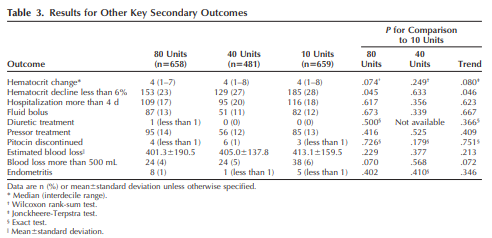 Table 3. Results for Other Key Secondary Outcomes
P for Comparison to 10 Units
Outcome 80 Units (n=658) 40 Units (n=481) 10 Units (n=659) 80 Units 40 Units Trend
Hematocrit change* 4 (1–7) 4 (1–8) 4 (1–8) .074† .249† .080‡
Hematocrit decline less than 6% 153 (23) 129 (27) 185 (28) .045 .633 .046
Hospitalization more than 4 d 109 (17) 95 (20) 116 (18) .617 .356 .623
Fluid bolus 87 (13) 51 (11) 82 (12) .673 .339 .667
Diuretic treatment 1 (less than 1) 0 (0) 0 (0) .500§ Not available .366§
Pressor treatment 95 (14) 56 (12) 85 (13) .416 .525 .409
Pitocin discontinued 4 (less than 1) 6 (1) 3 (less than 1) .726§ .179§ .751§
Estimated blood loss‖ 401.3±190.5 405.0±137.8 413.1±159.5 .229 .377 .213
Blood loss more than 500 mL 24 (4) 24 (5) 38 (6) .070 .568 .072
Endometritis 8 (1) 1 (less than 1) 5 (less than 1) .402 .410§ .346
Data are n (%) or mean±standard deviation unless otherwise specified.
* Median (interdecile range).
† Wilcoxon rank-sum test.
‡ Jonckheere-Terpstra test.
§ Exact test.
‖ Mean±standard deviation.